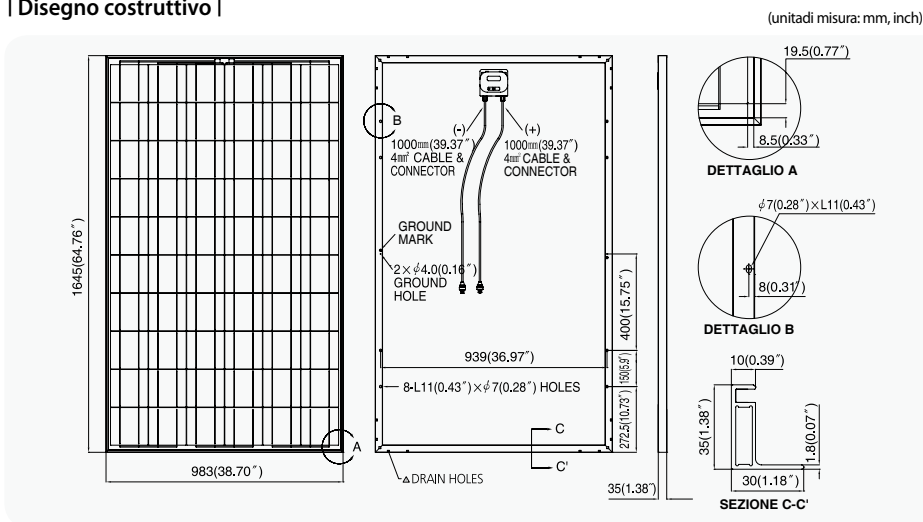 | Disegno costruttivo |
(unitadi misura: mm, inch)
1645(64.76″)
983(38.70″)
A
B
(-)
1000㎜(39.37″)
4㎟ CABLE &
CONNECTOR
(+)
1000㎜(39.37″)
4㎟ CABLE &
CONNECTOR
GROUND
MARK
2×ϕ4.0(0.16″)
GROUND
HOLE
939(36.97″)
8-L11(0.43″)×ϕ7(0.28″) HOLES
400(15.75″)
150(5.9″)
272.5(10.73″)
C
C'
△DRAIN HOLES
35(1.38″)
19.5(0.77″)
8.5(0.33″)
DETTAGLIO A
ϕ7(0.28″)×L11(0.43″)
8(0.31″)
DETTAGLIO B
10(0.39″)
35(1.38″)
1.8(0.07″)
30(1.18″)
SEZIONE C-C'